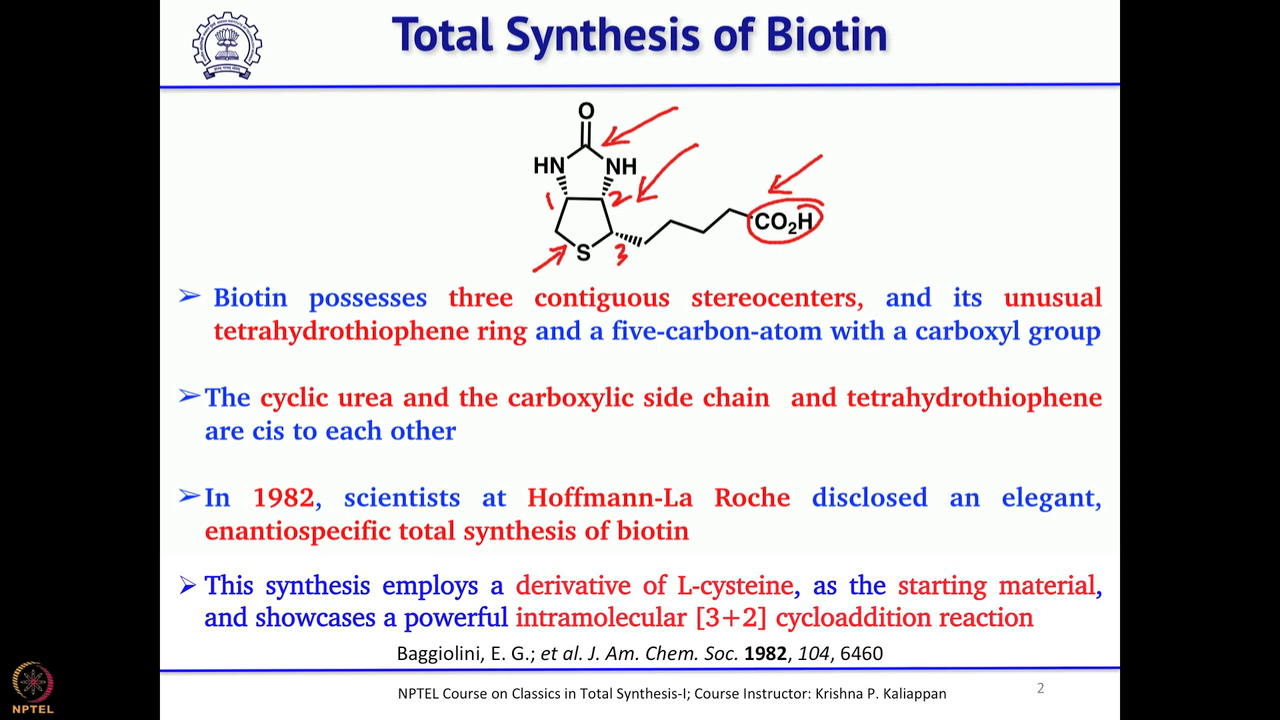 Total Synthesis of Biotin
O
HN NH
1 2
CO₂H
S 3
➢ Biotin possesses three contiguous stereocenters, and its unusual
tetrahydrothiophene ring and a five-carbon-atom with a carboxyl group
➢ The cyclic urea and the carboxylic side chain and tetrahydrothiophene
are cis to each other
➢ In 1982, scientists at Hoffmann-La Roche disclosed an elegant,
enantiospecific total synthesis of biotin
➢ This synthesis employs a derivative of L-cysteine, as the starting material,
and showcases a powerful intramolecular [3+2] cycloaddition reaction
Baggiolini, E. G.; et al. J. Am. Chem. Soc. 1982, 104, 6460
NPTEL Course on Classics in Total Synthesis-I; Course Instructor: Krishna P. Kaliappan
2
NPTEL